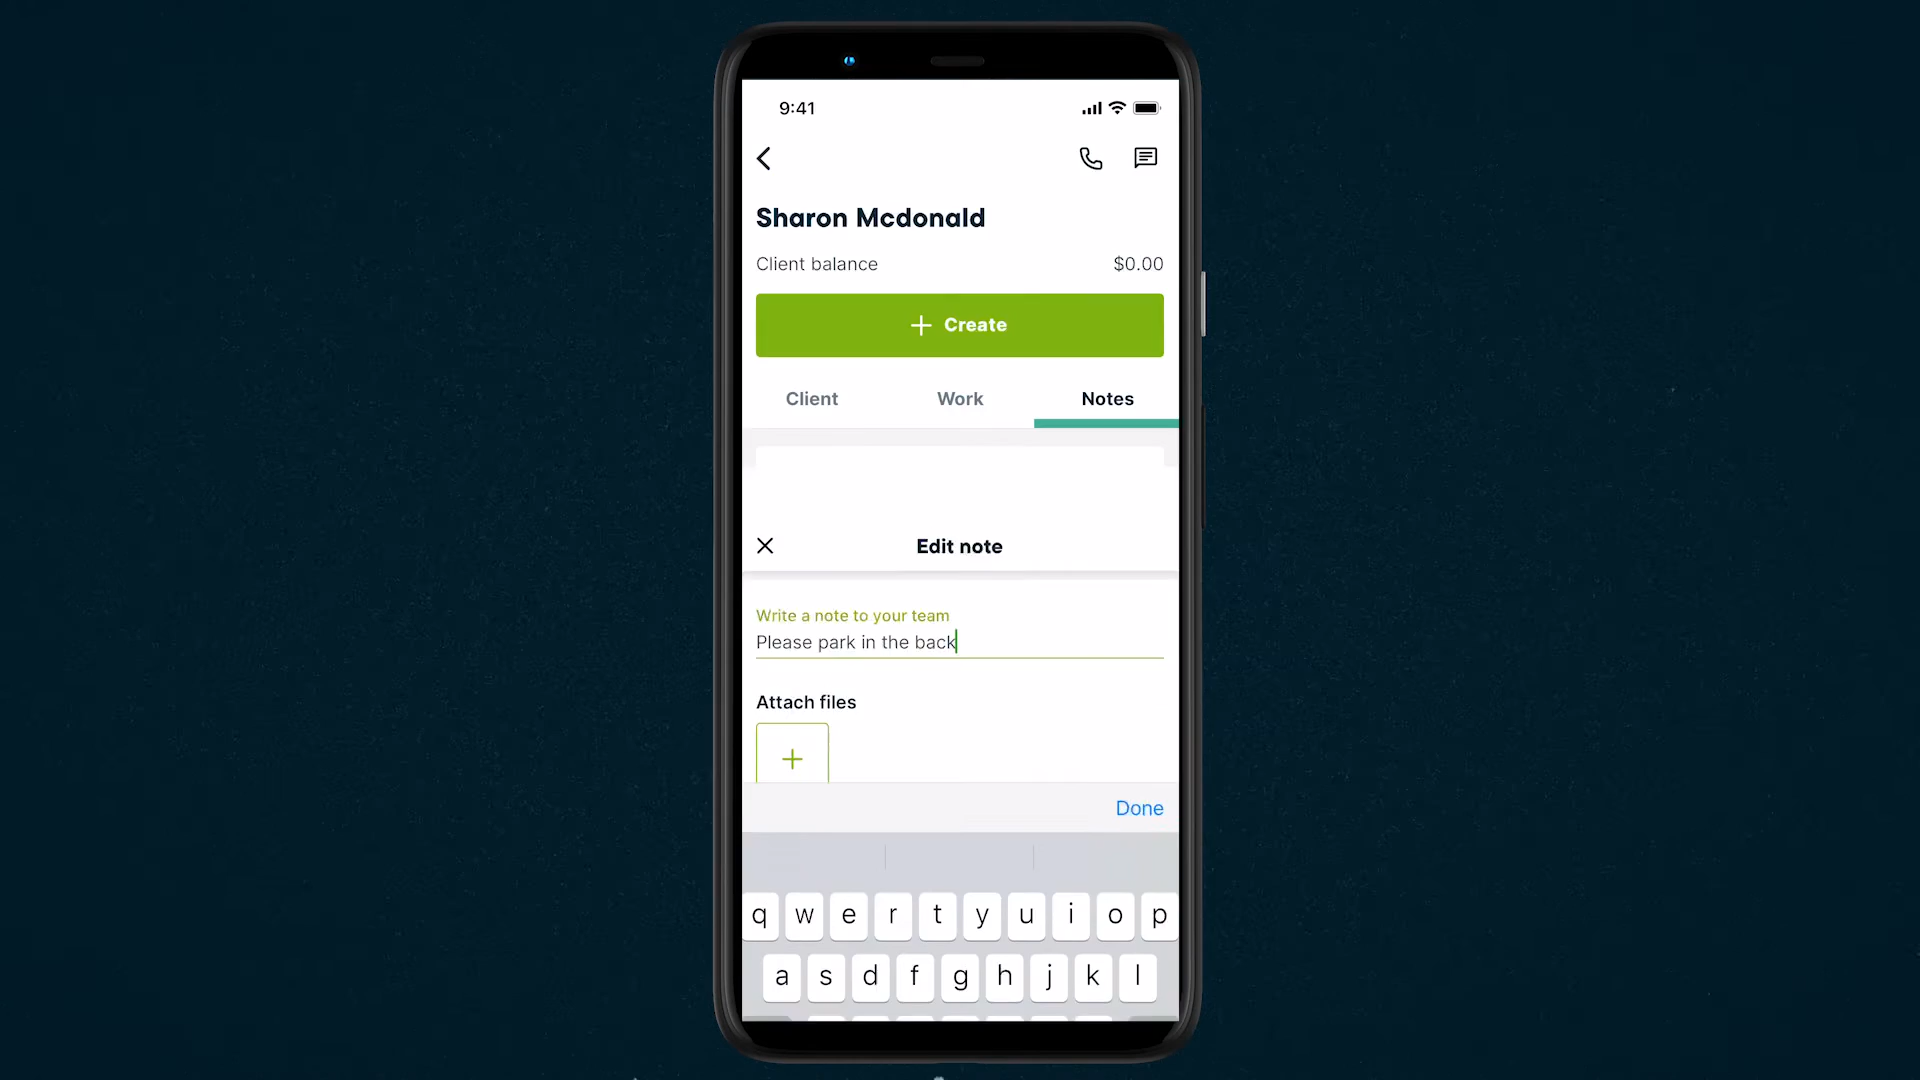 9:41
Sharon Mcdonald
Client balance $0.00
Create
Client Work Notes
Edit note
Write a note to your team
Please park in the back
Attach files
Done
q w e r t y u i o p
a s d f g h j k l